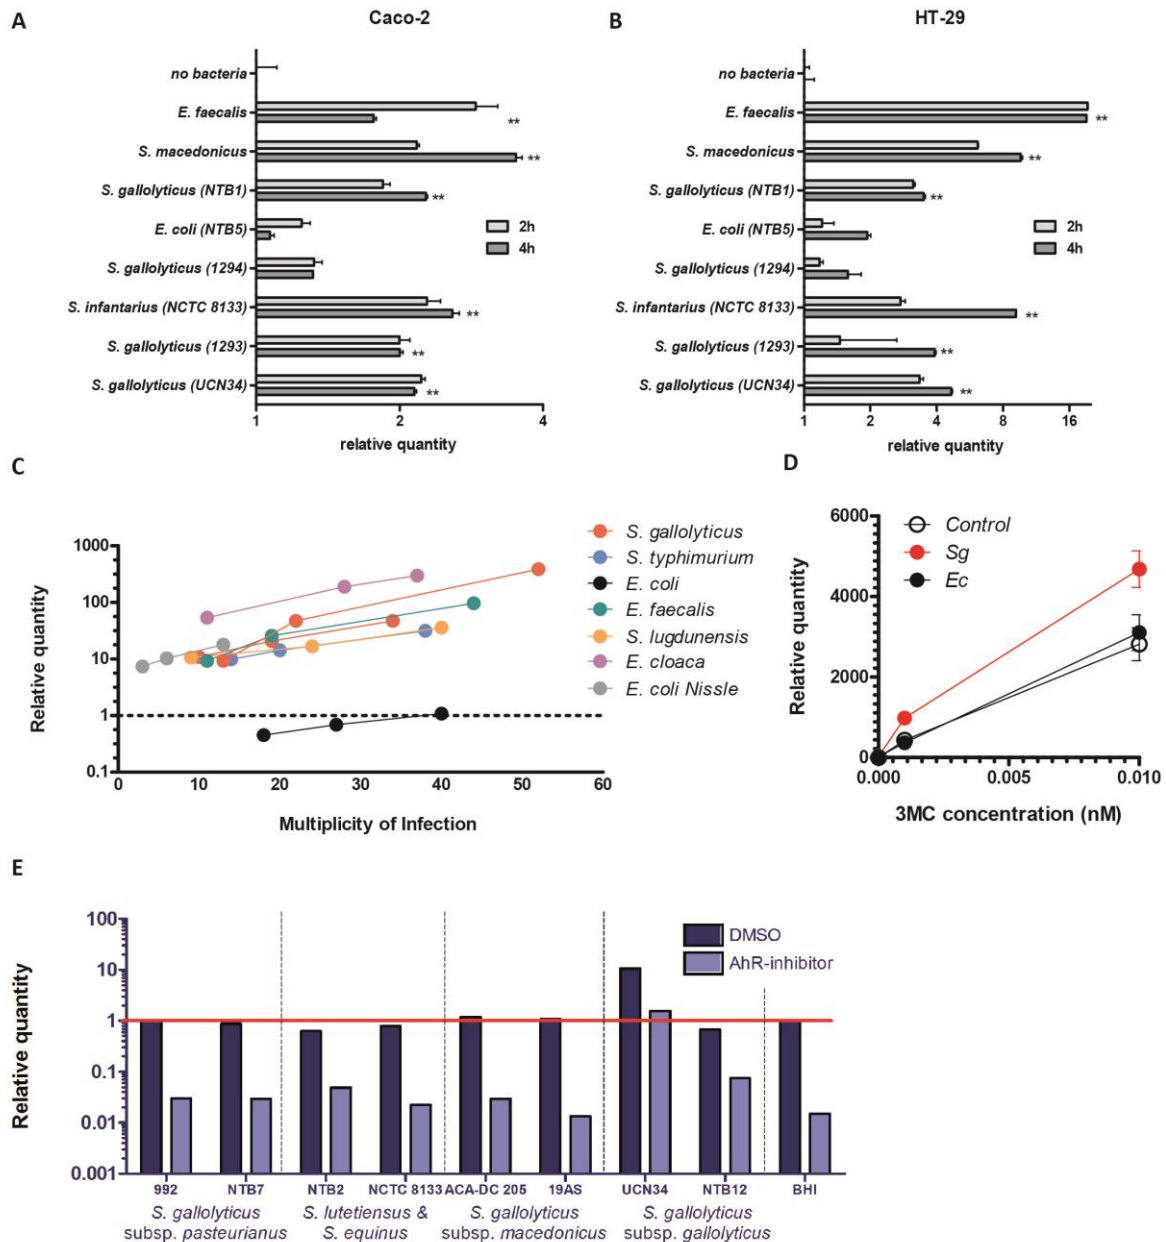 A
Caco-2
no bacteria
E. faecalis
**
S. macedonicus
**
S. gallolyticus (NTB1)
**
E. coli (NTB5)
2h
4h
S. gallolyticus (1294)
S. infantarius (NCTC 8133)
**
S. gallolyticus (1293)
**
S. gallolyticus (UCN34)
**
1 2 4
relative quantity
B
HT-29
no bacteria
E. faecalis
**
S. macedonicus
**
S. gallolyticus (NTB1)
**
E. coli (NTB5)
2h
4h
S. gallolyticus (1294)
S. infantarius (NCTC 8133)
**
S. gallolyticus (1293)
**
S. gallolyticus (UCN34)
**
1 2 4 8 16
relative quantity
C
Relative quantity
1000
100
10
1
0.1
0 10 20 30 40 50 60
Multiplicity of Infection
S. gallolyticus
S. typhimurium
E. coli
E. faecalis
S. lugdunensis
E. cloaca
E. coli Nissle
D
Relative quantity
6000
4000
2000
0
Control
Sg
Ec
0.000 0.005 0.010
3MC concentration (nM)
E
Relative quantity
100
10
1
0.1
0.01
0.001
DMSO
AhR-inhibitor
992 NTB7 NTB2 NCTC 8133 ACA-DC 205 19AS UCN34 NTB12 BHI
S. gallolyticus
subsp. pasteurianus
S. lutetiensus &
S. equinus
S. gallolyticus
subsp. macedonicus
S. gallolyticus
subsp. gallolyticus